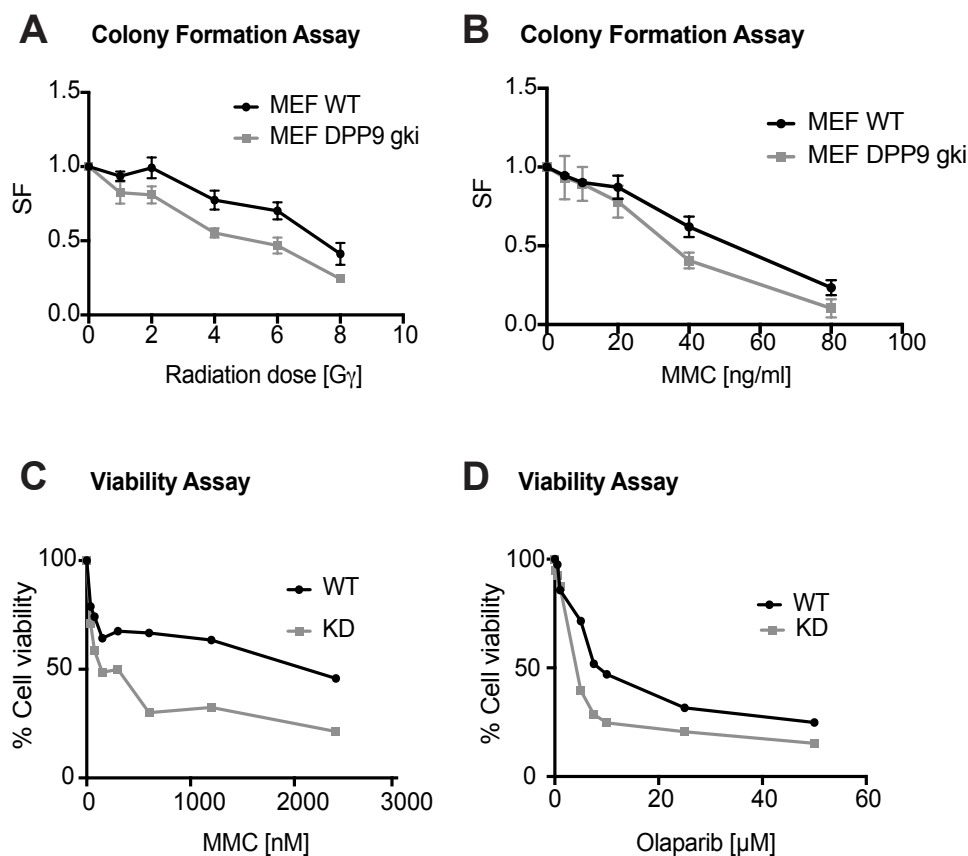 A Colony Formation Assay
1.5
1.0
0.5
0.0
SF
MEF WT
MEF DPP9 gki
0 2 4 6 8 10
Radiation dose [Gγ]
B Colony Formation Assay
1.5
1.0
0.5
0.0
SF
MEF WT
MEF DPP9 gki
0 20 40 60 80 100
MMC [ng/ml]
C Viability Assay
100
50
0
% Cell viability
WT
KD
0 1000 2000 3000
MMC [nM]
D Viability Assay
100
50
0
% Cell viability
WT
KD
0 20 40 60
Olaparib [µM]